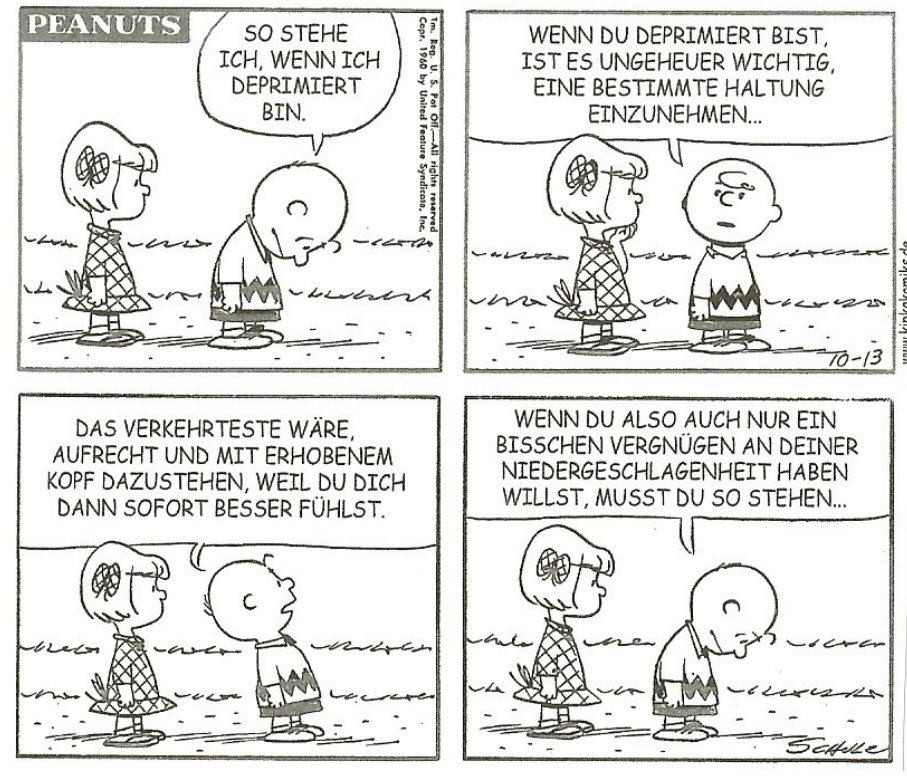 PEANUTS
SO STEHE
ICH, WENN ICH
DEPRIMIERT
BIN.
Tm. Reg. U. S. Pat Off.—All rights reserved
Copr. 1960 by United Feature Syndicate, Inc.
WENN DU DEPRIMIERT BIST,
IST ES UNGEHEUER WICHTIG,
EINE BESTIMMTE HALTUNG
EINZUNEHMEN...
10-13
www.kipkakomiks.de
DAS VERKEHRTESTE WÄRE,
AUFRECHT UND MIT ERHOBENEM
KOPF DAZUSTEHEN, WEIL DU DICH
DANN SOFORT BESSER FÜHLST.
WENN DU ALSO AUCH NUR EIN
BISSCHEN VERGNÜGEN AN DEINER
NIEDERGESCHLAGENHEIT HABEN
WILLST, MUSST DU SO STEHEN...
SCHULZ